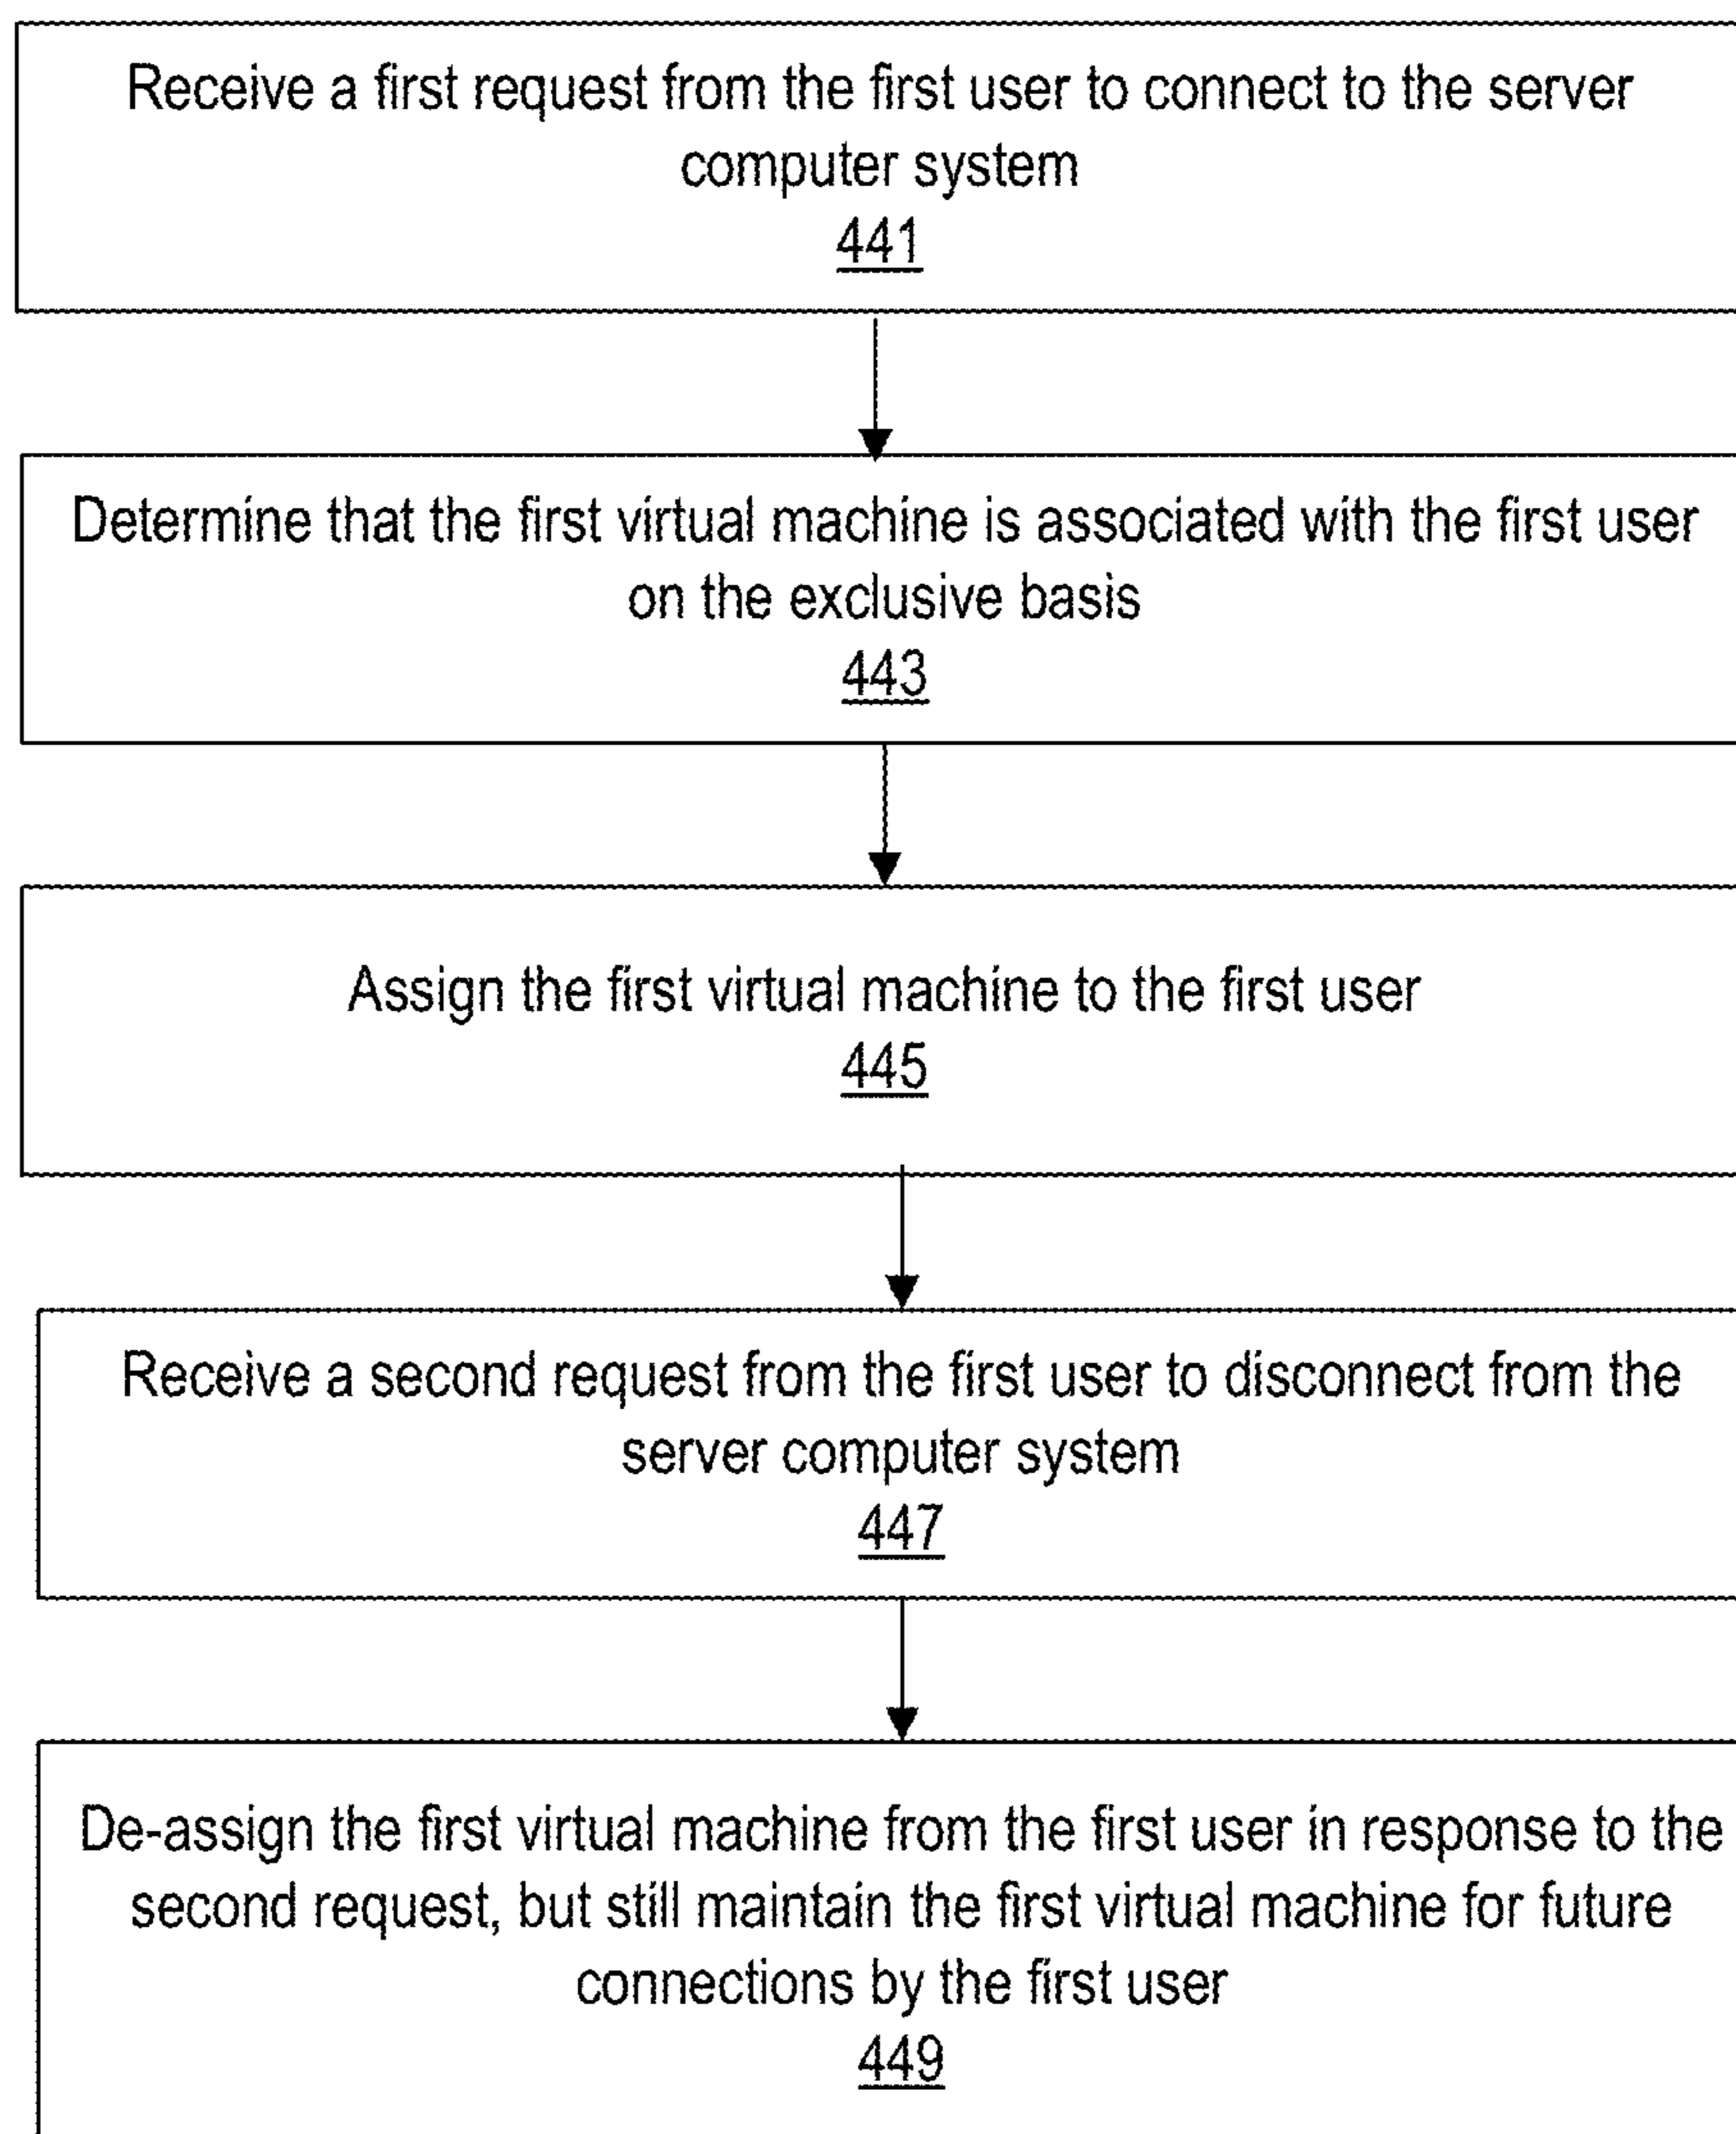 Receive a first request from the first user to connect to the server
computer system
441
Determine that the first virtual machine is associated with the first user
on the exclusive basis
443
Assign the first virtual machine to the first user
445
Receive a second request from the first user to disconnect from the
server computer system
447
De-assign the first virtual machine from the first user in response to the
second request, but still maintain the first virtual machine for future
connections by the first user
449